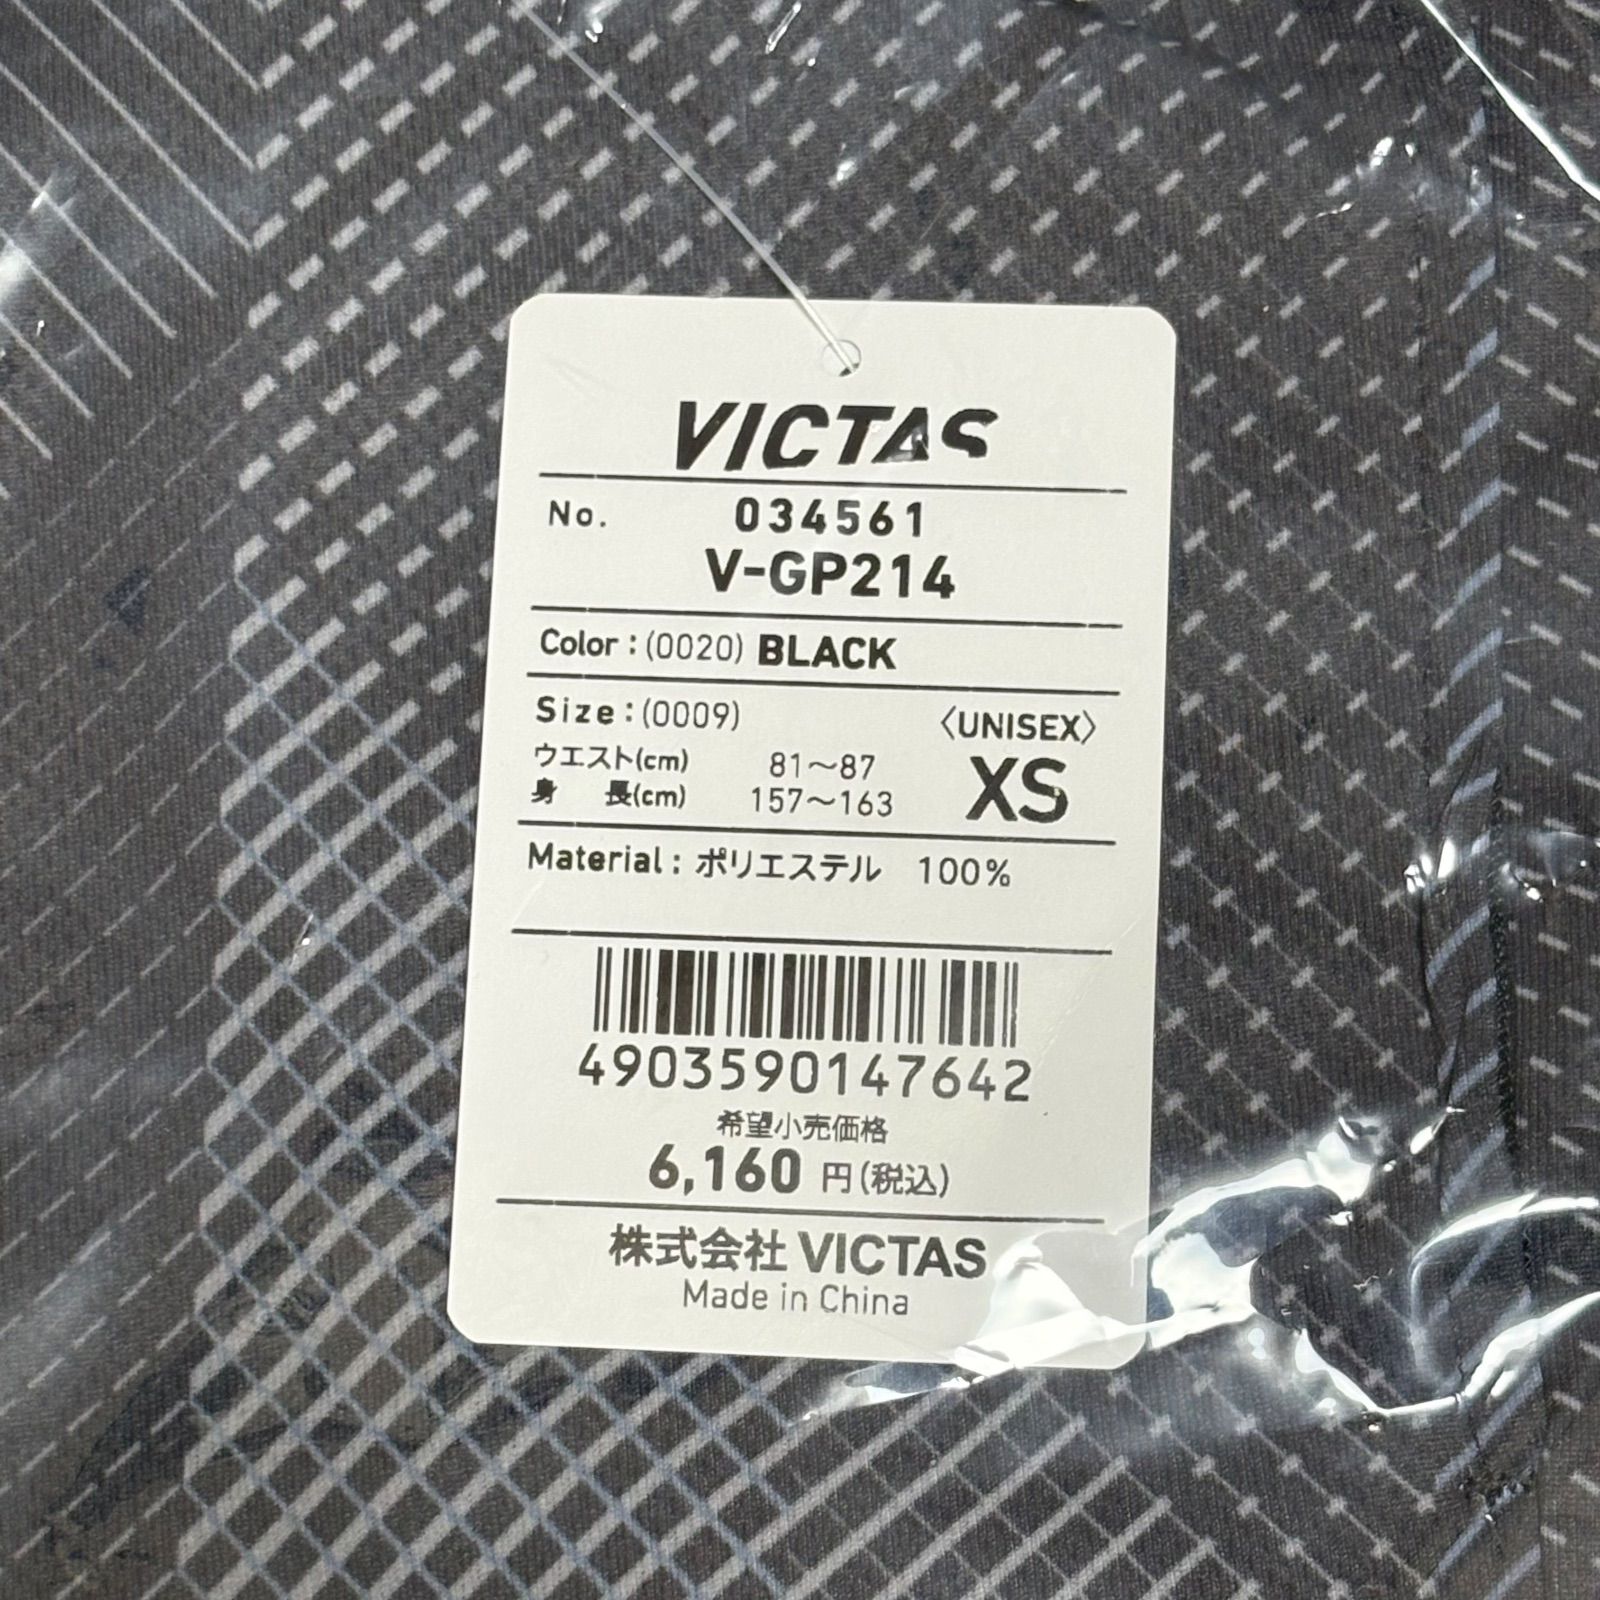 VICTAS
No. 034561
V-GP214
Color : (0020) BLACK
Size : (0009) 〈UNISEX〉
ウエスト(cm) 81～87 XS
身 長(cm) 157～163
Material : ポリエステル 100%
4903590147642
希望小売価格
6,160 円(税込)
株式会社 VICTAS
Made in China